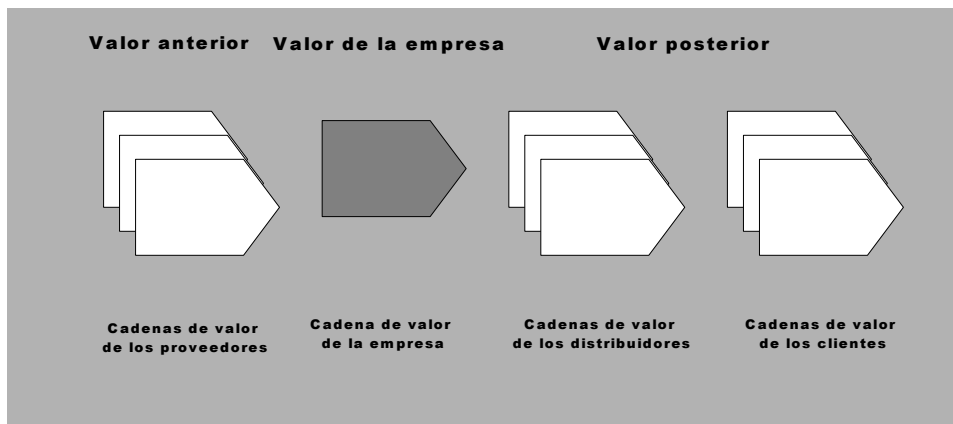 Valor anterior
Valor de la empresa
Valor posterior
Cadenas de valor
de los proveedores
Cadena de valor
de la empresa
Cadenas de valor
de los distribuidores
Cadenas de valor
de los clientes